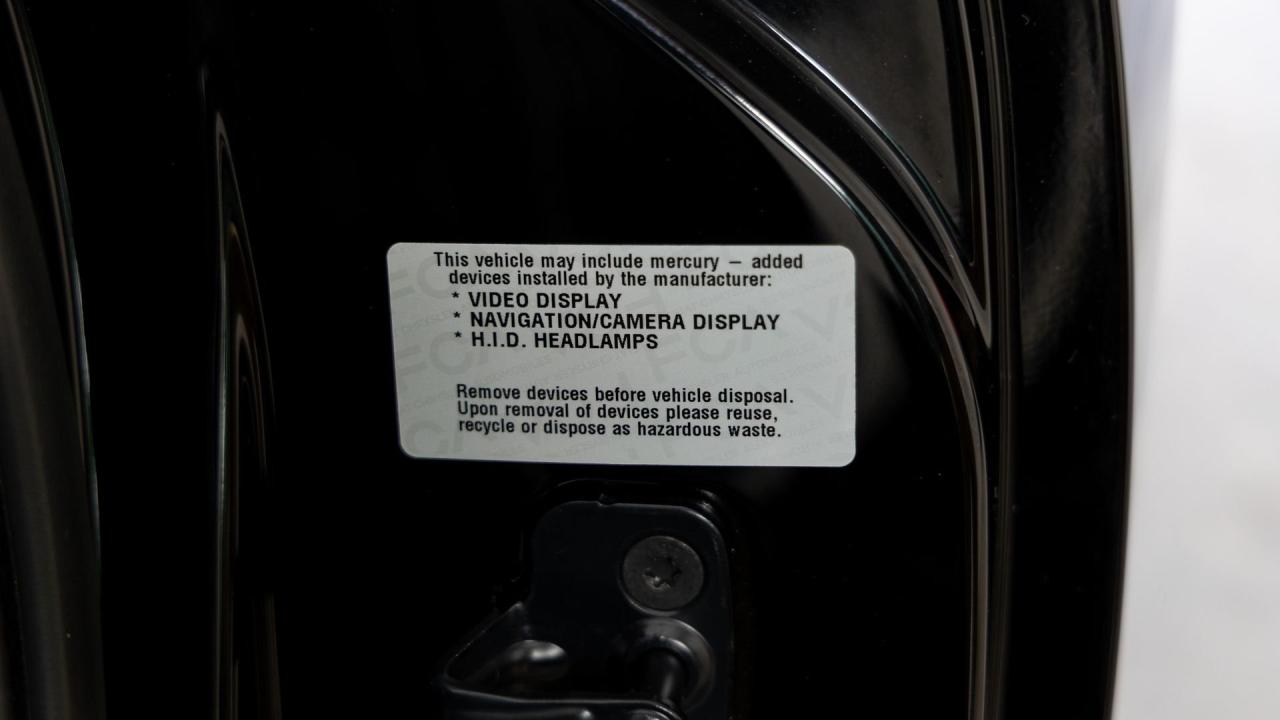 This vehicle may include mercury – added
devices installed by the manufacturer:
* VIDEO DISPLAY
* NAVIGATION/CAMERA DISPLAY
* H.I.D. HEADLAMPS
Remove devices before vehicle disposal.
Upon removal of devices please reuse,
recycle or dispose as hazardous waste.